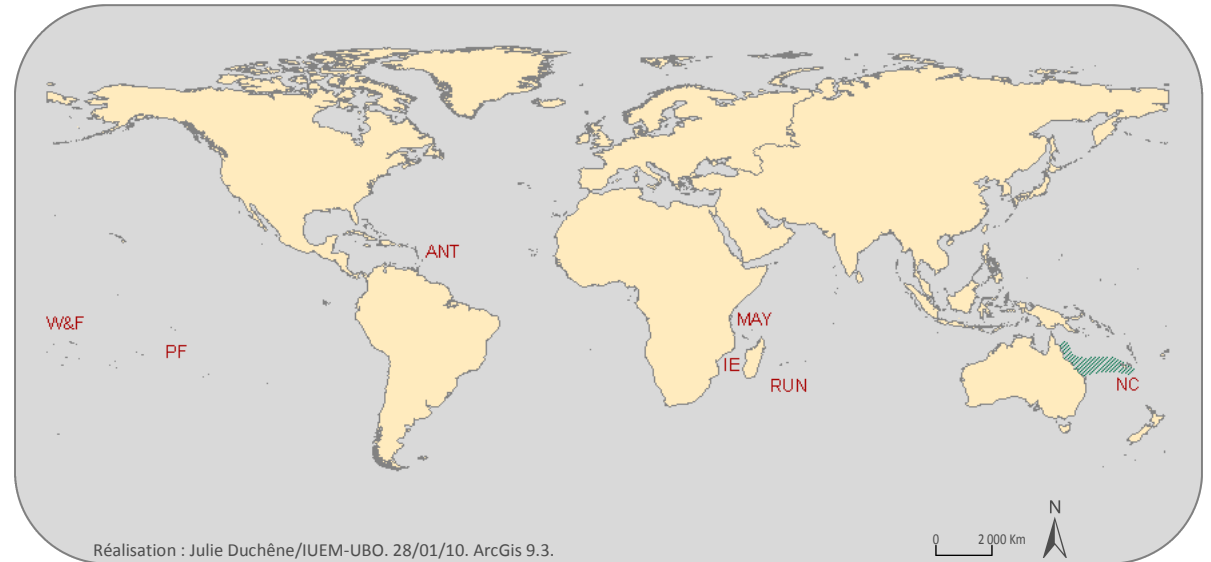 ANT
W&F
PF
MAY
IE
RUN
NC
N
0 2 000 Km
Réalisation : Julie Duchêne/IUEM-UBO. 28/01/10. ArcGis 9.3.